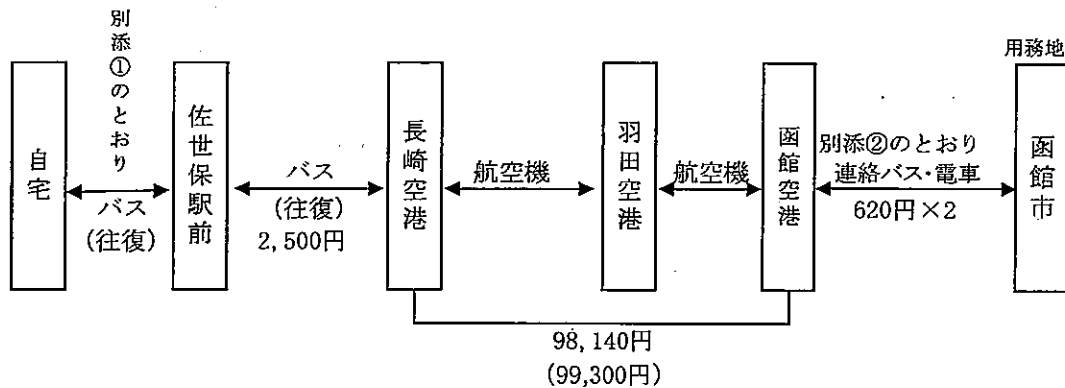 別添①のとおり
用務地
自宅
バス
(往復)
佐世保駅前
バス
(往復)
2,500円
長崎空港
航空機
羽田空港
航空機
函館空港
別添②のとおり
連絡バス・電車
620円×2
函館市
98,140円
(99,300円)